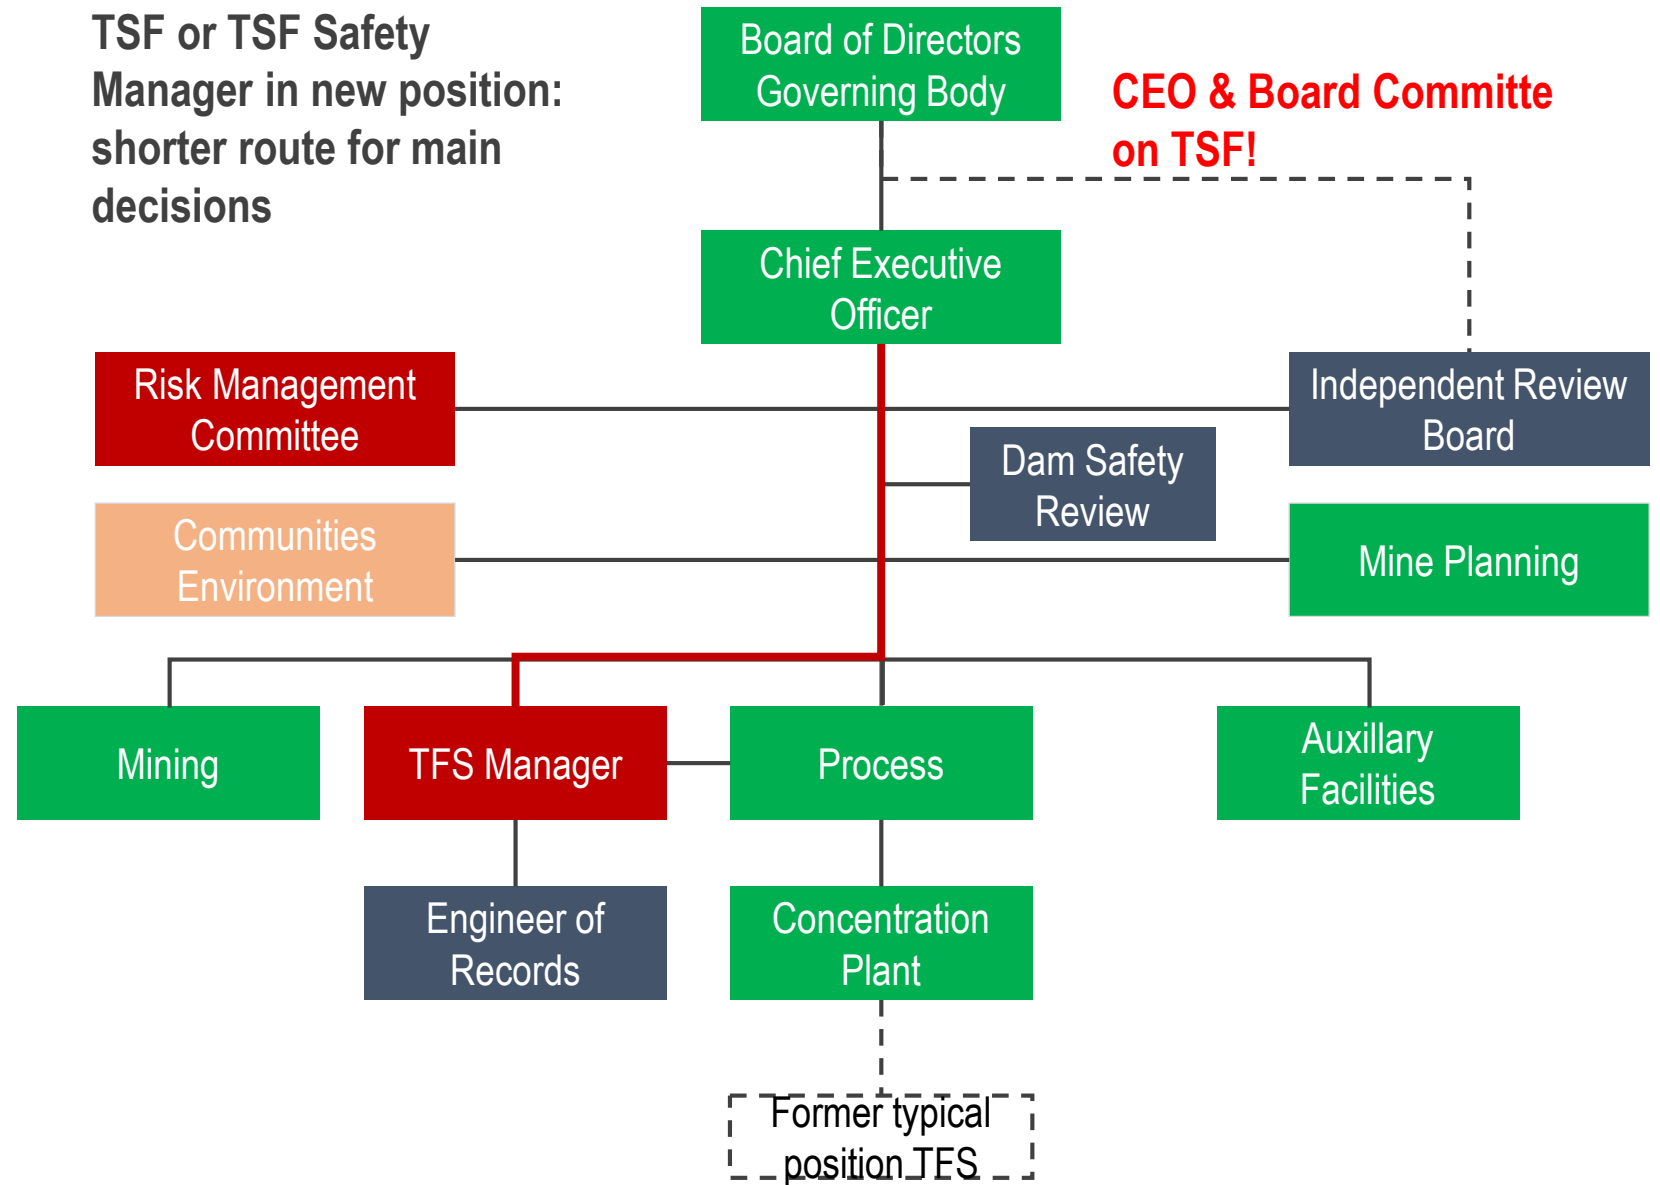 TSF or TSF Safety
Manager in new position:
shorter route for main
decisions
Board of Directors
Governing Body
CEO & Board Committe
on TSF!
Chief Executive
Officer
Risk Management
Committee
Independent Review
Board
Dam Safety
Review
Communities
Environment
Mine Planning
Mining
TFS Manager
Process
Auxillary
Facilities
Engineer of
Records
Concentration
Plant
Former typical
position TFS